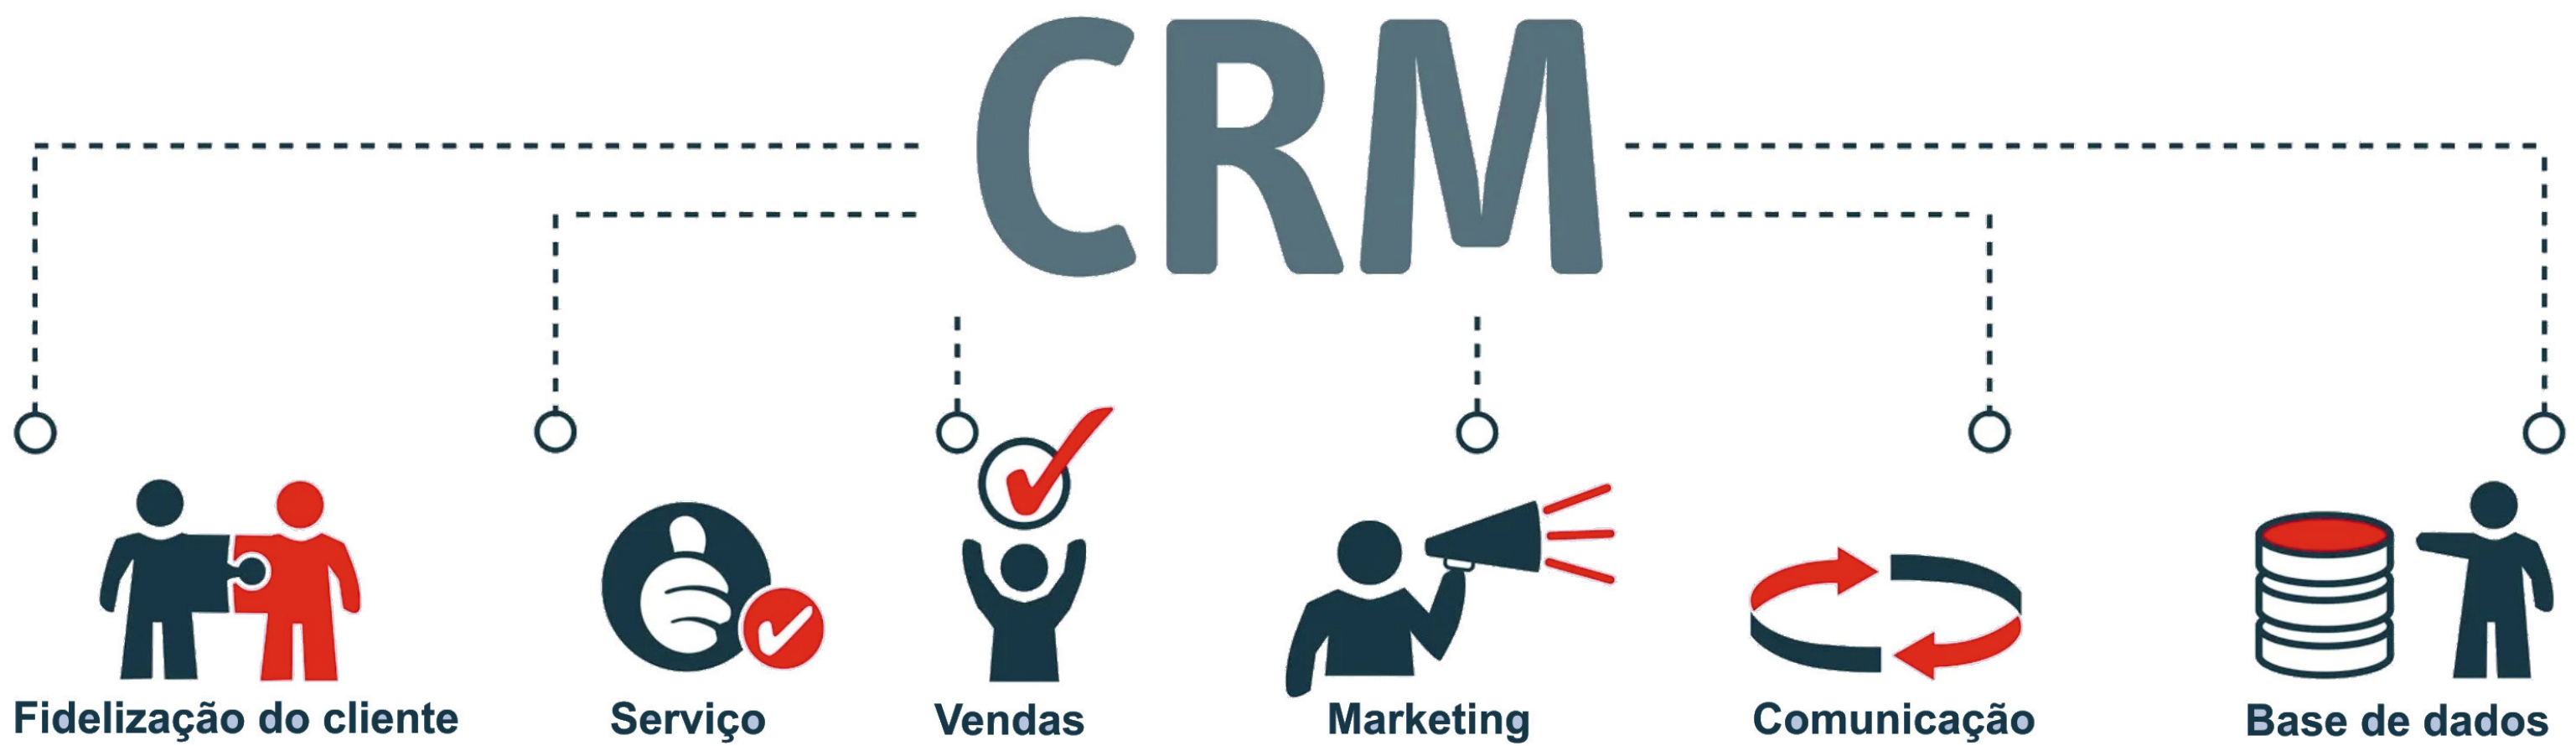 CRM
Fidelização do cliente
Serviço
Vendas
Marketing
Comunicação
Base de dados